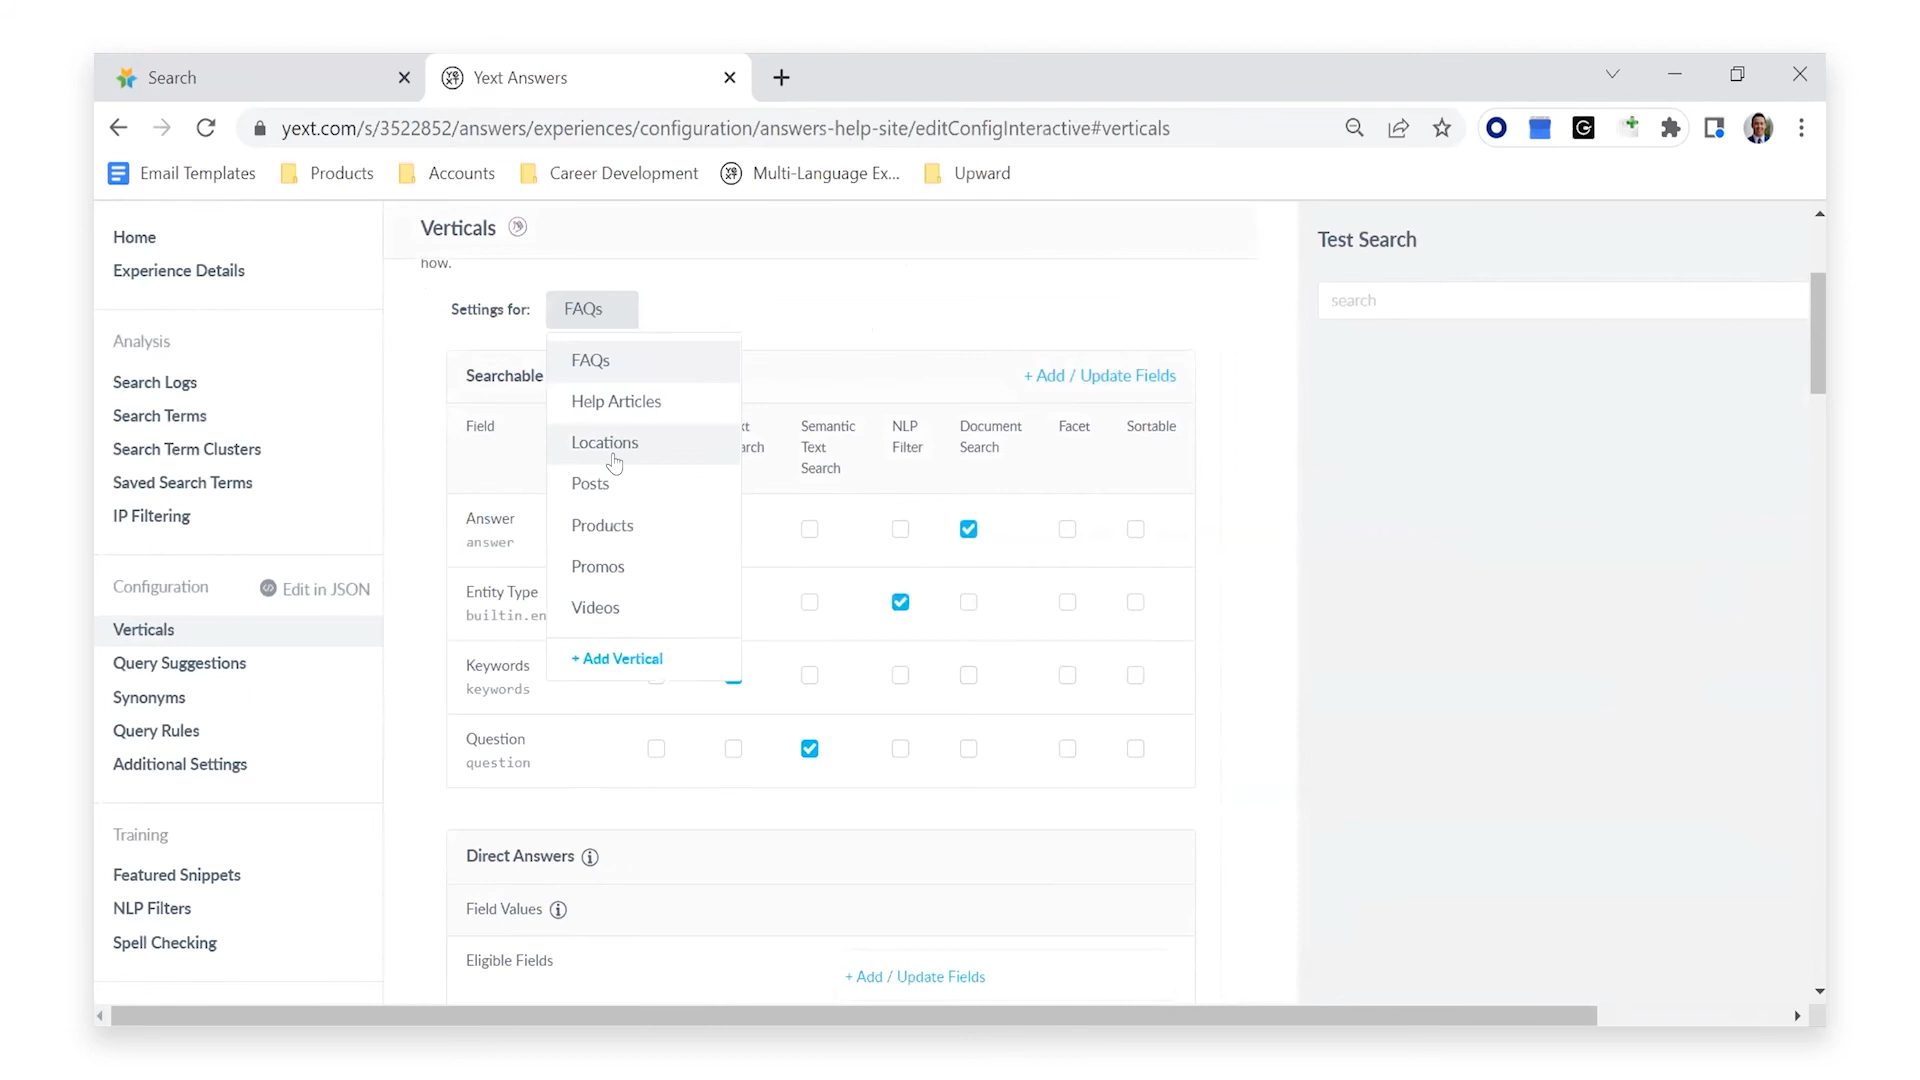 Search
Yext Answers
yext.com/s/3522852/answers/experiences/configuration/answers-help-site/editConfigInteractive#verticals
Email Templates
Products
Accounts
Career Development
Multi-Language Ex...
Upward
Home
Experience Details
Analysis
Search Logs
Search Terms
Search Term Clusters
Saved Search Terms
IP Filtering
Configuration
Edit in JSON
Verticals
Query Suggestions
Synonyms
Query Rules
Additional Settings
Training
Featured Snippets
NLP Filters
Spell Checking
Verticals
how.
Settings for:
FAQs
FAQs
Help Articles
Locations
Posts
Products
Promos
Videos
+ Add Vertical
Searchable
+ Add / Update Fields
Field
xt
arch
Semantic
Text
Search
NLP
Filter
Document
Search
Facet
Sortable
Answer
answer
Entity Type
builtin.en
Keywords
keywords
Question
question
Direct Answers
Field Values
Eligible Fields
+ Add / Update Fields
Test Search
search